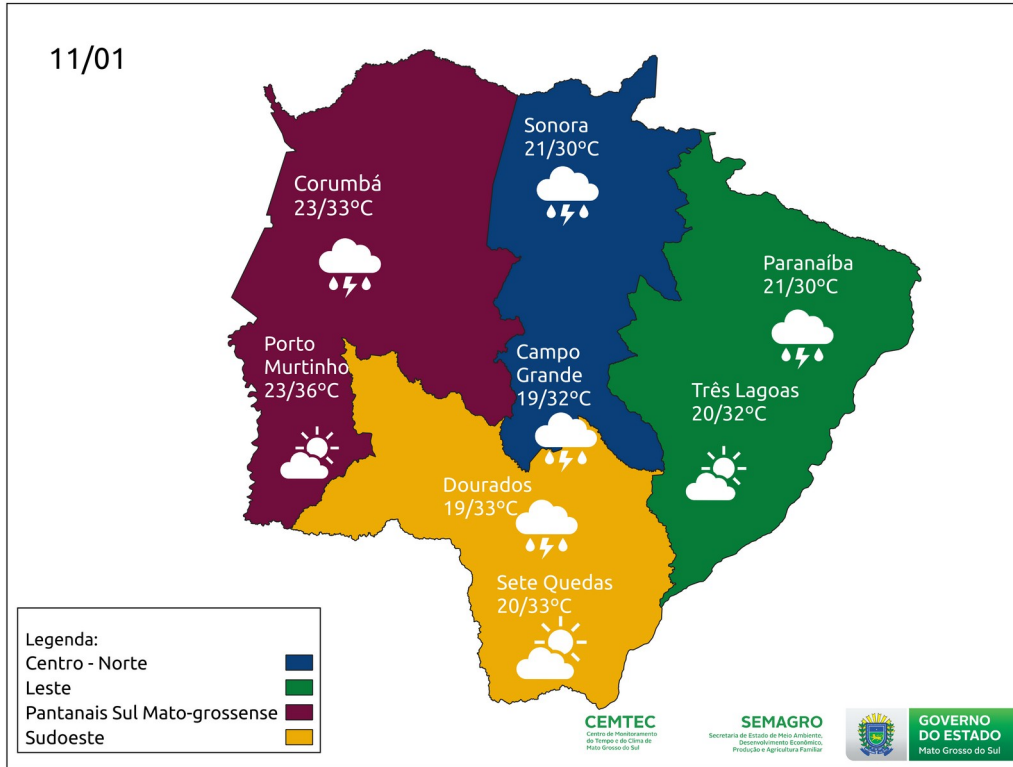 11/01
Sonora
21/30ºC
Corumbá
23/33ºC
Paranaíba
21/30ºC
Porto
Murtinho
23/36ºC
Campo
Grande
19/32ºC
Três Lagoas
20/32ºC
Dourados
19/33ºC
Sete Quedas
20/33ºC
Legenda:
Centro - Norte
Leste
Pantanais Sul Mato-grossense
Sudoeste
CEMTEC
Centro de Monitoramento
do Tempo e do Clima de
Mato Grosso do Sul
SEMAGRO
Secretaria de Estado de Meio Ambiente,
Desenvolvimento Econômico,
Produção e Agricultura Familiar
GOVERNO
DO ESTADO
Mato Grosso do Sul